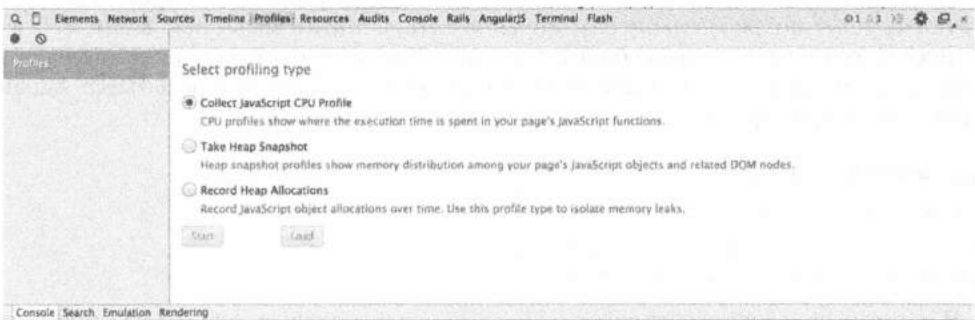 Elements Network Sources Timeline Profiles Resources Audits Console Rails AngularJS Terminal Flash
Profiles
Select profiling type
Collect JavaScript CPU Profile
CPU profiles show where the execution time is spent in your page's JavaScript functions.
Take Heap Snapshot
Heap snapshot profiles show memory distribution among your page's JavaScript objects and related DOM nodes.
Record Heap Allocations
Record JavaScript object allocations over time. Use this profile type to isolate memory leaks.
Start Load
Console Search Emulation Rendering